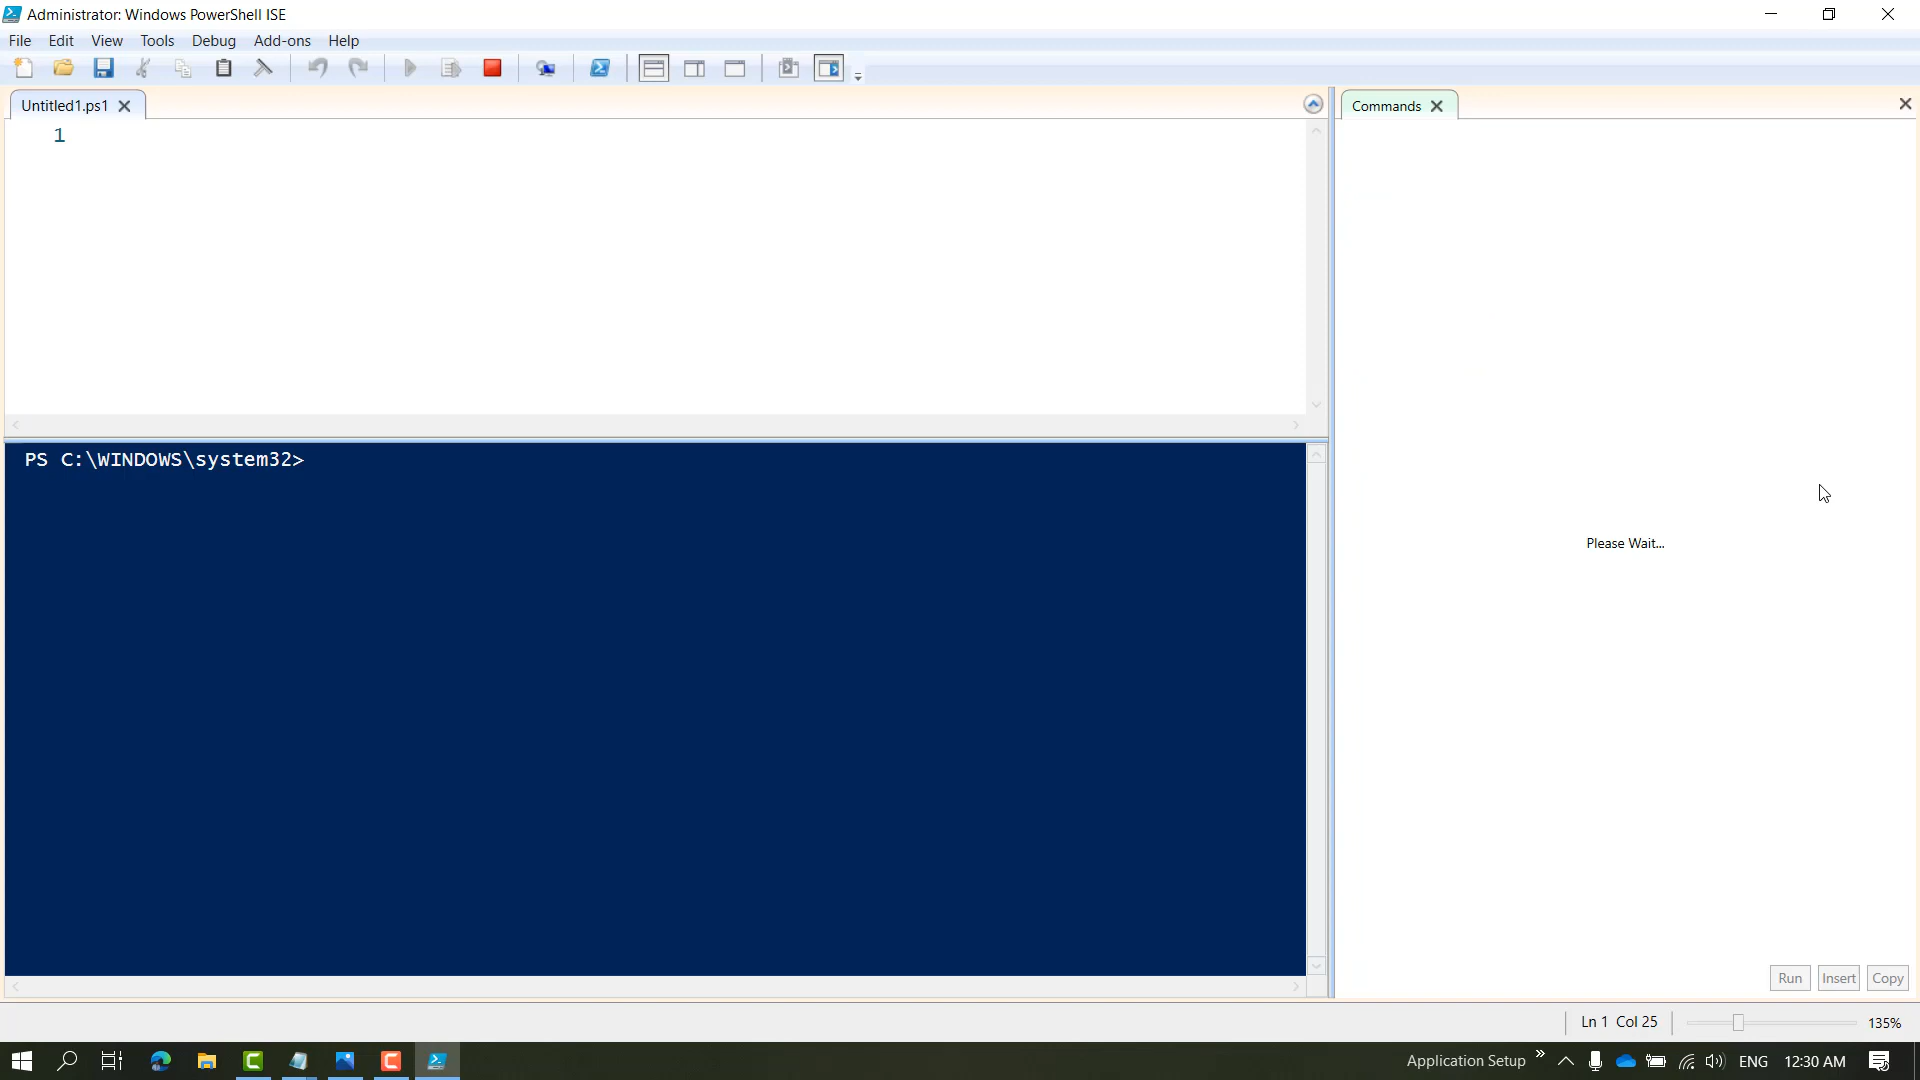 Administrator: Windows PowerShell ISE
File Edit View Tools Debug Add-ons Help
Untitled1.ps1
Commands
1
PS C:\WINDOWS\system32>
Please Wait...
Run Insert Copy
Ln 1 Col 25
135%
Application Setup » ENG 12:30 AM